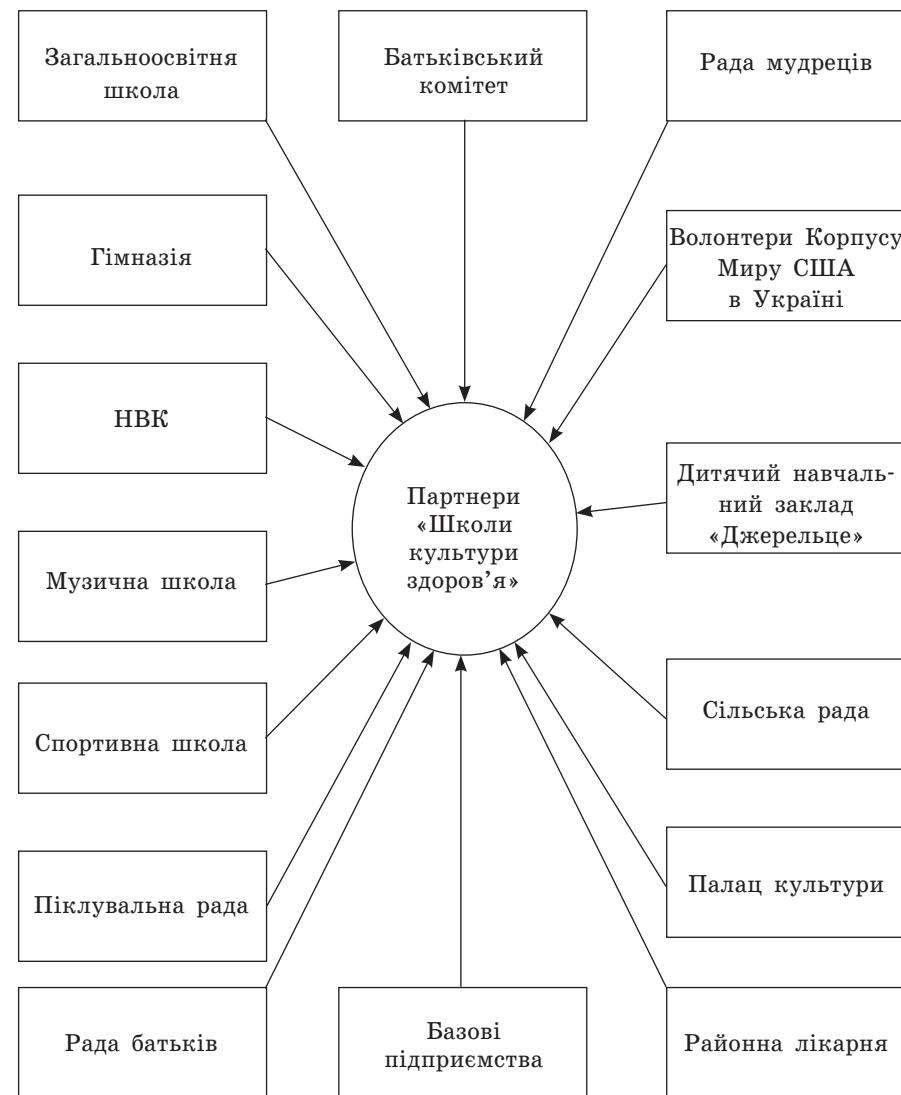 Загальноосвітня
школа
Батьківський
комітет
Рада мудреців
Гімназія
Волонтери Корпусу
Миру США
в Україні
НВК
Дитячий навчаль-
ний заклад
«Джерельце»
Партнери
«Школи
культури
здоров’я»
Музична школа
Спортивна школа
Сільська рада
Піклувальна рада
Палац культури
Рада батьків
Базові
підприємства
Районна лікарня